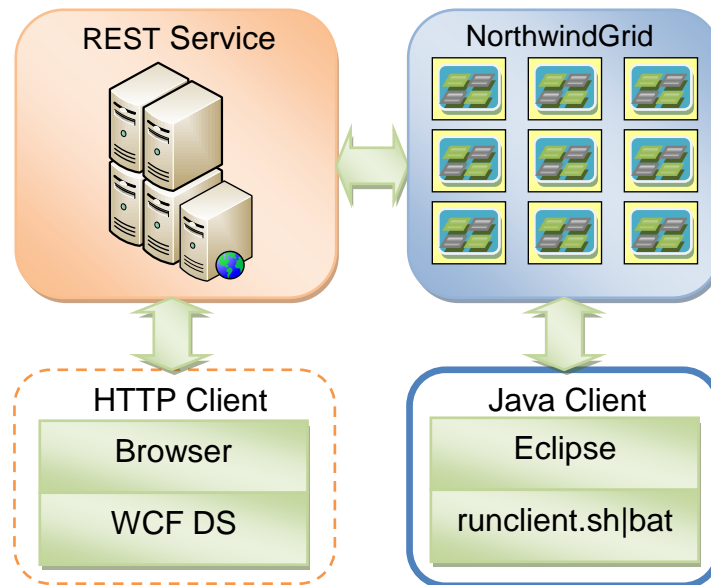 REST Service
NorthwindGrid
HTTP Client
Browser
WCF DS
Java Client
Eclipse
runclient.sh|bat